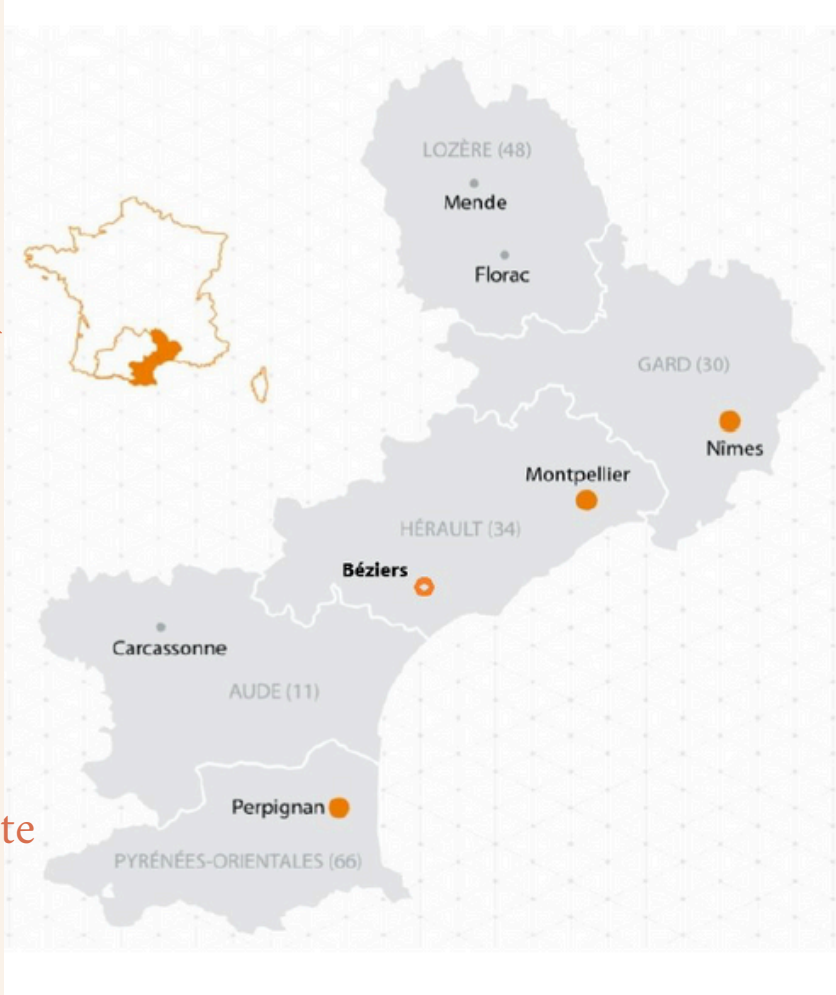 LOZÈRE (48)
Mende
Florac
GARD (30)
Nîmes
Montpellier
HÉRAULT (34)
Béziers
Carcassonne
AUDE (11)
Perpignan
te
PYRÉNÉES-ORIENTALES (66)